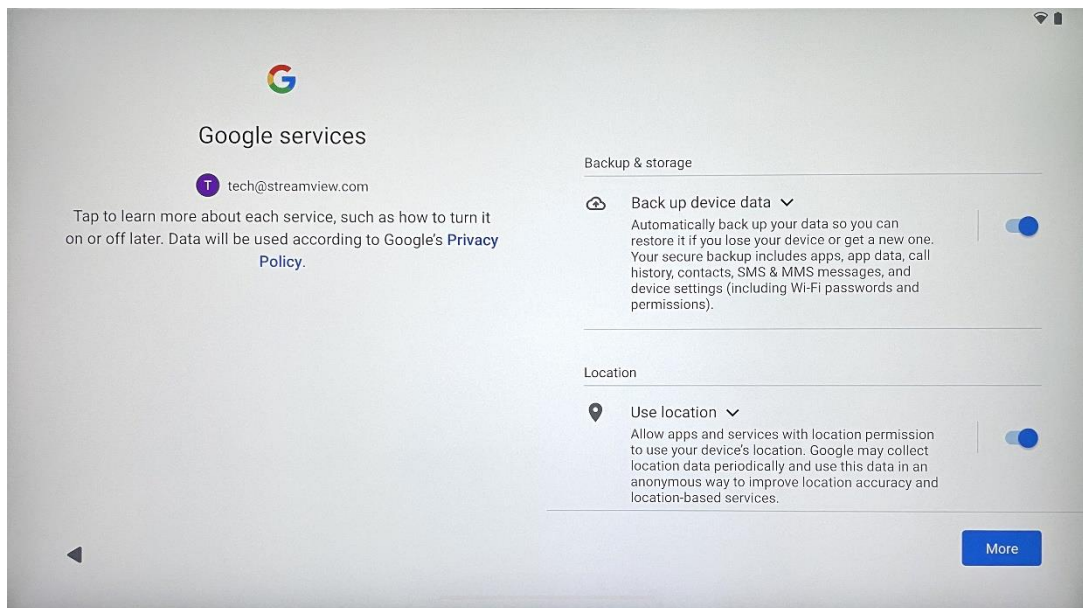 Google services
T tech@streamview.com
Tap to learn more about each service, such as how to turn it
on or off later. Data will be used according to Google's Privacy
Policy.
Backup & storage
Back up device data
Automatically back up your data so you can
restore it if you lose your device or get a new one.
Your secure backup includes apps, app data, call
history, contacts, SMS & MMS messages, and
device settings (including Wi-Fi passwords and
permissions).
Location
Use location
Allow apps and services with location permission
to use your device's location. Google may collect
location data periodically and use this data in an
anonymous way to improve location accuracy and
location-based services.
More